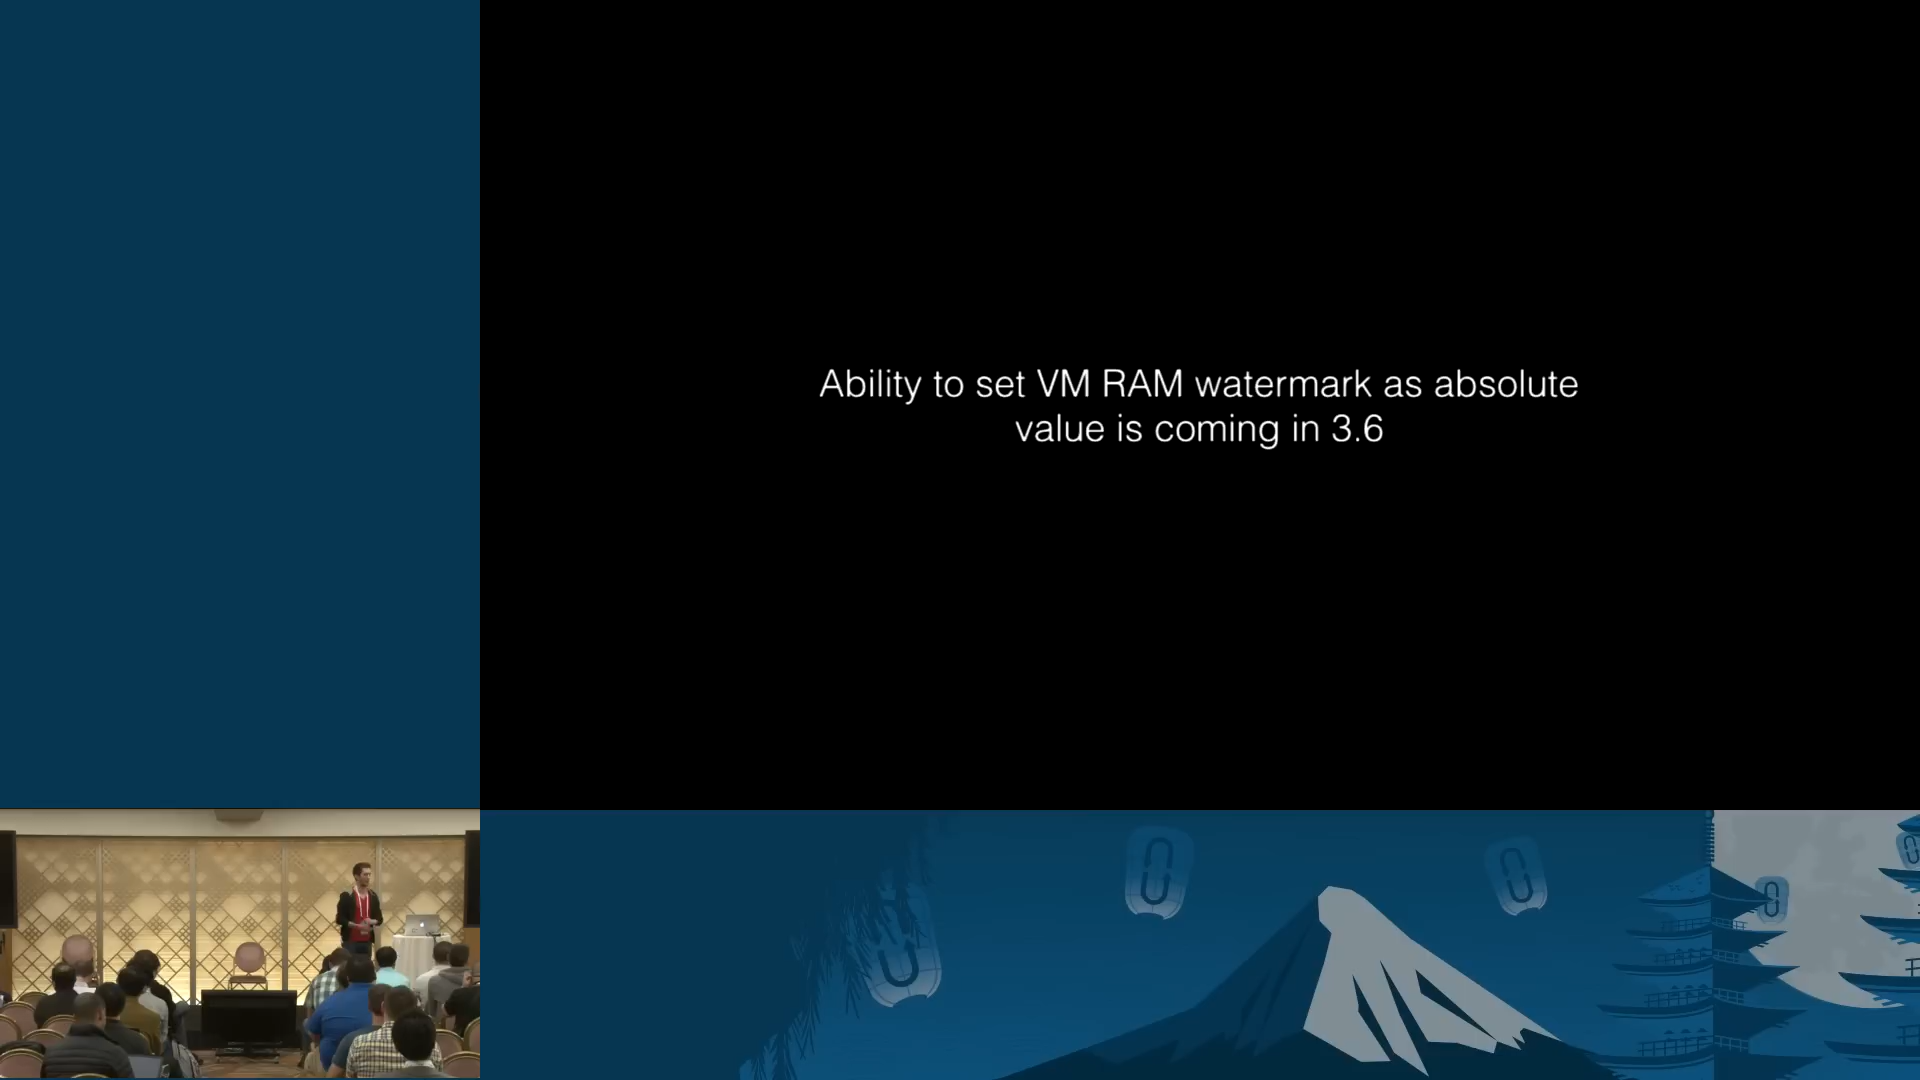 Ability to set VM RAM watermark as absolute
value is coming in 3.6